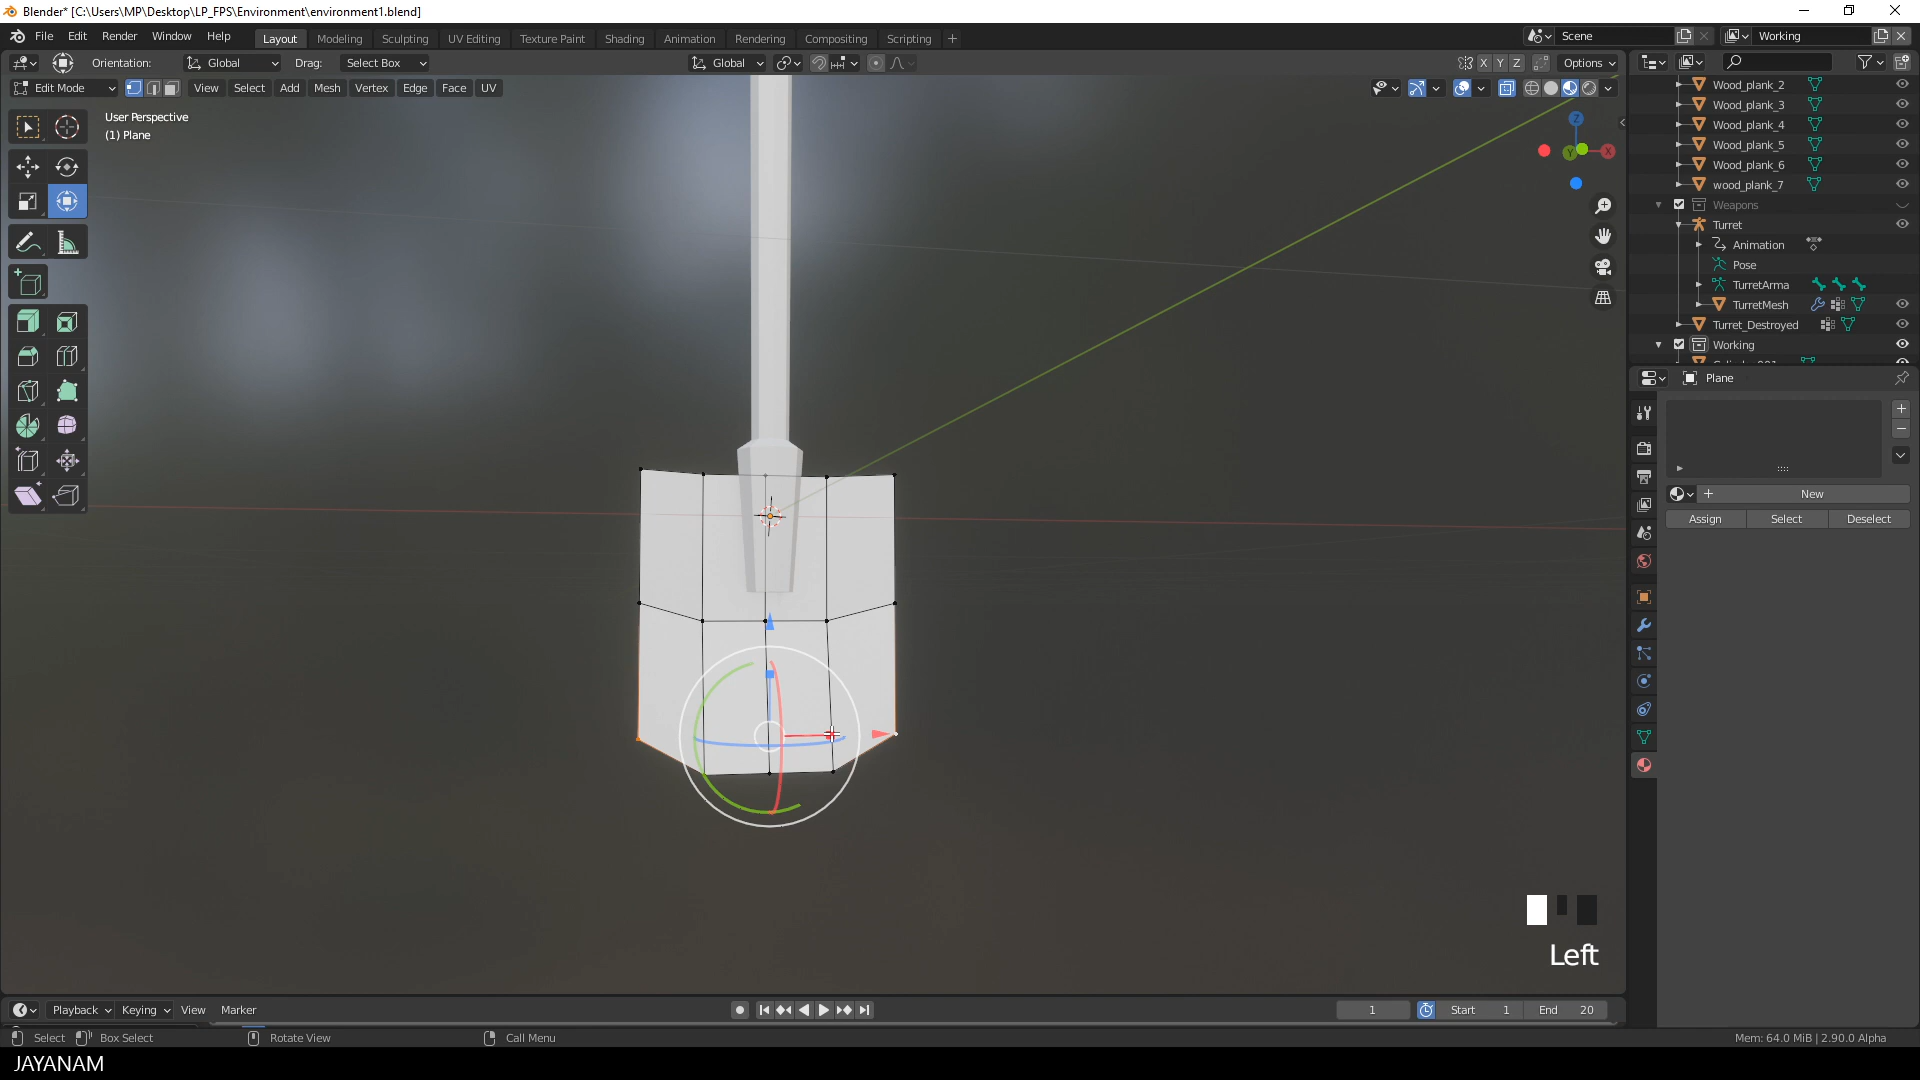 Blender* [C:\Users\MP\Desktop\LP_FPS\Environment\environment1.blend]
File Edit Render Window Help Layout Modeling Sculpting UV Editing Texture Paint Shading Animation Rendering Compositing Scripting + Scene Working
Orientation: Global Drag: Select Box Global X Y Z Options
Edit Mode View Select Add Mesh Vertex Edge Face UV
User Perspective
(1) Plane
Z
Y
X
Wood_plank_2
Wood_plank_3
Wood_plank_4
Wood_plank_5
Wood_plank_6
wood_plank_7
Weapons
Turret
Animation
Pose
TurretArma
TurretMesh
Turret_Destroyed
Working
Plane
New
Assign Select Deselect
Left
Playback Keying View Marker 1 Start 1 End 20
Select Box Select Rotate View Call Menu Mem: 64.0 MiB | 2.90.0 Alpha
JAYANAM